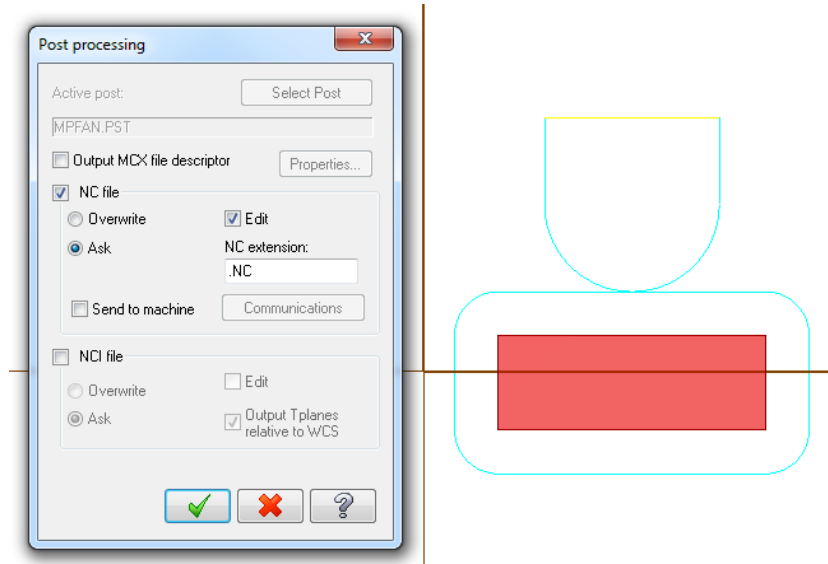 Post processing
Active post:
Select Post
MPFAN.PST
Output MCX file descriptor
Properties...
NC file
Overwrite
Edit
Ask
NC extension:
.NC
Send to machine
Communications
NCI file
Overwrite
Edit
Ask
Output Tplanes
relative to WCS